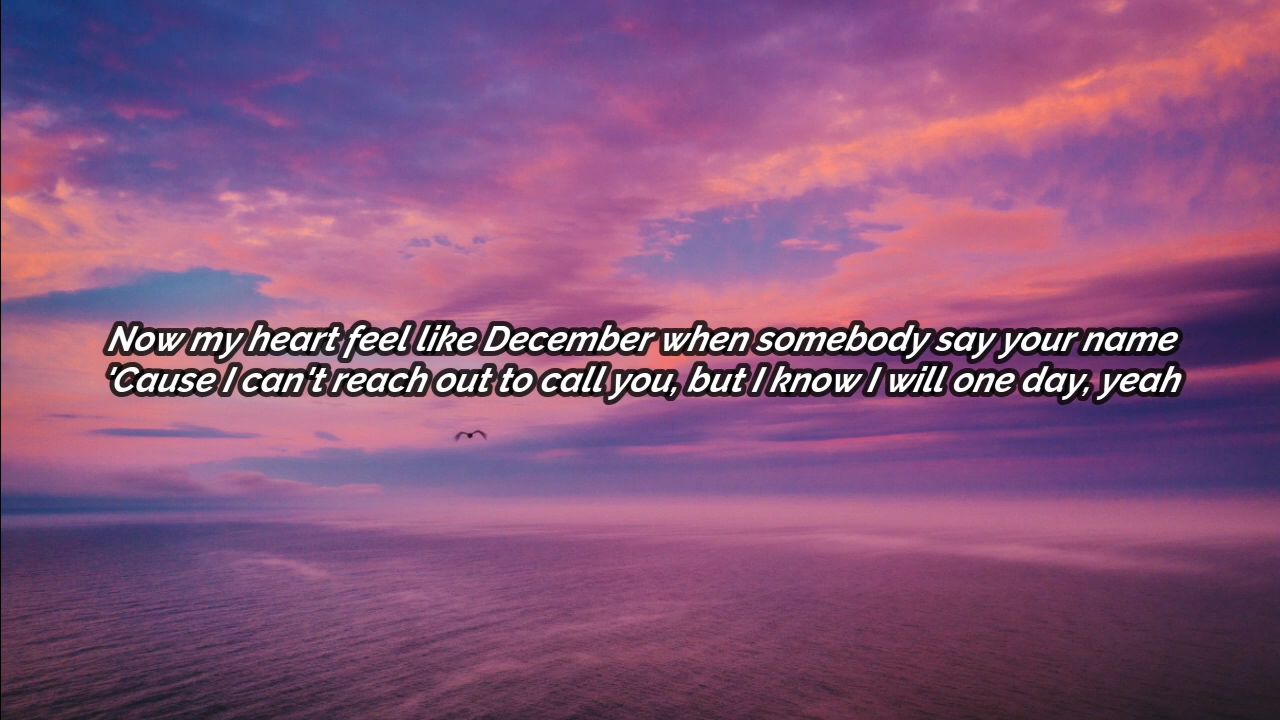 Now my heart feel like December when somebody say your name
'Cause I can't reach out to call you, but I know I will one day, yeah